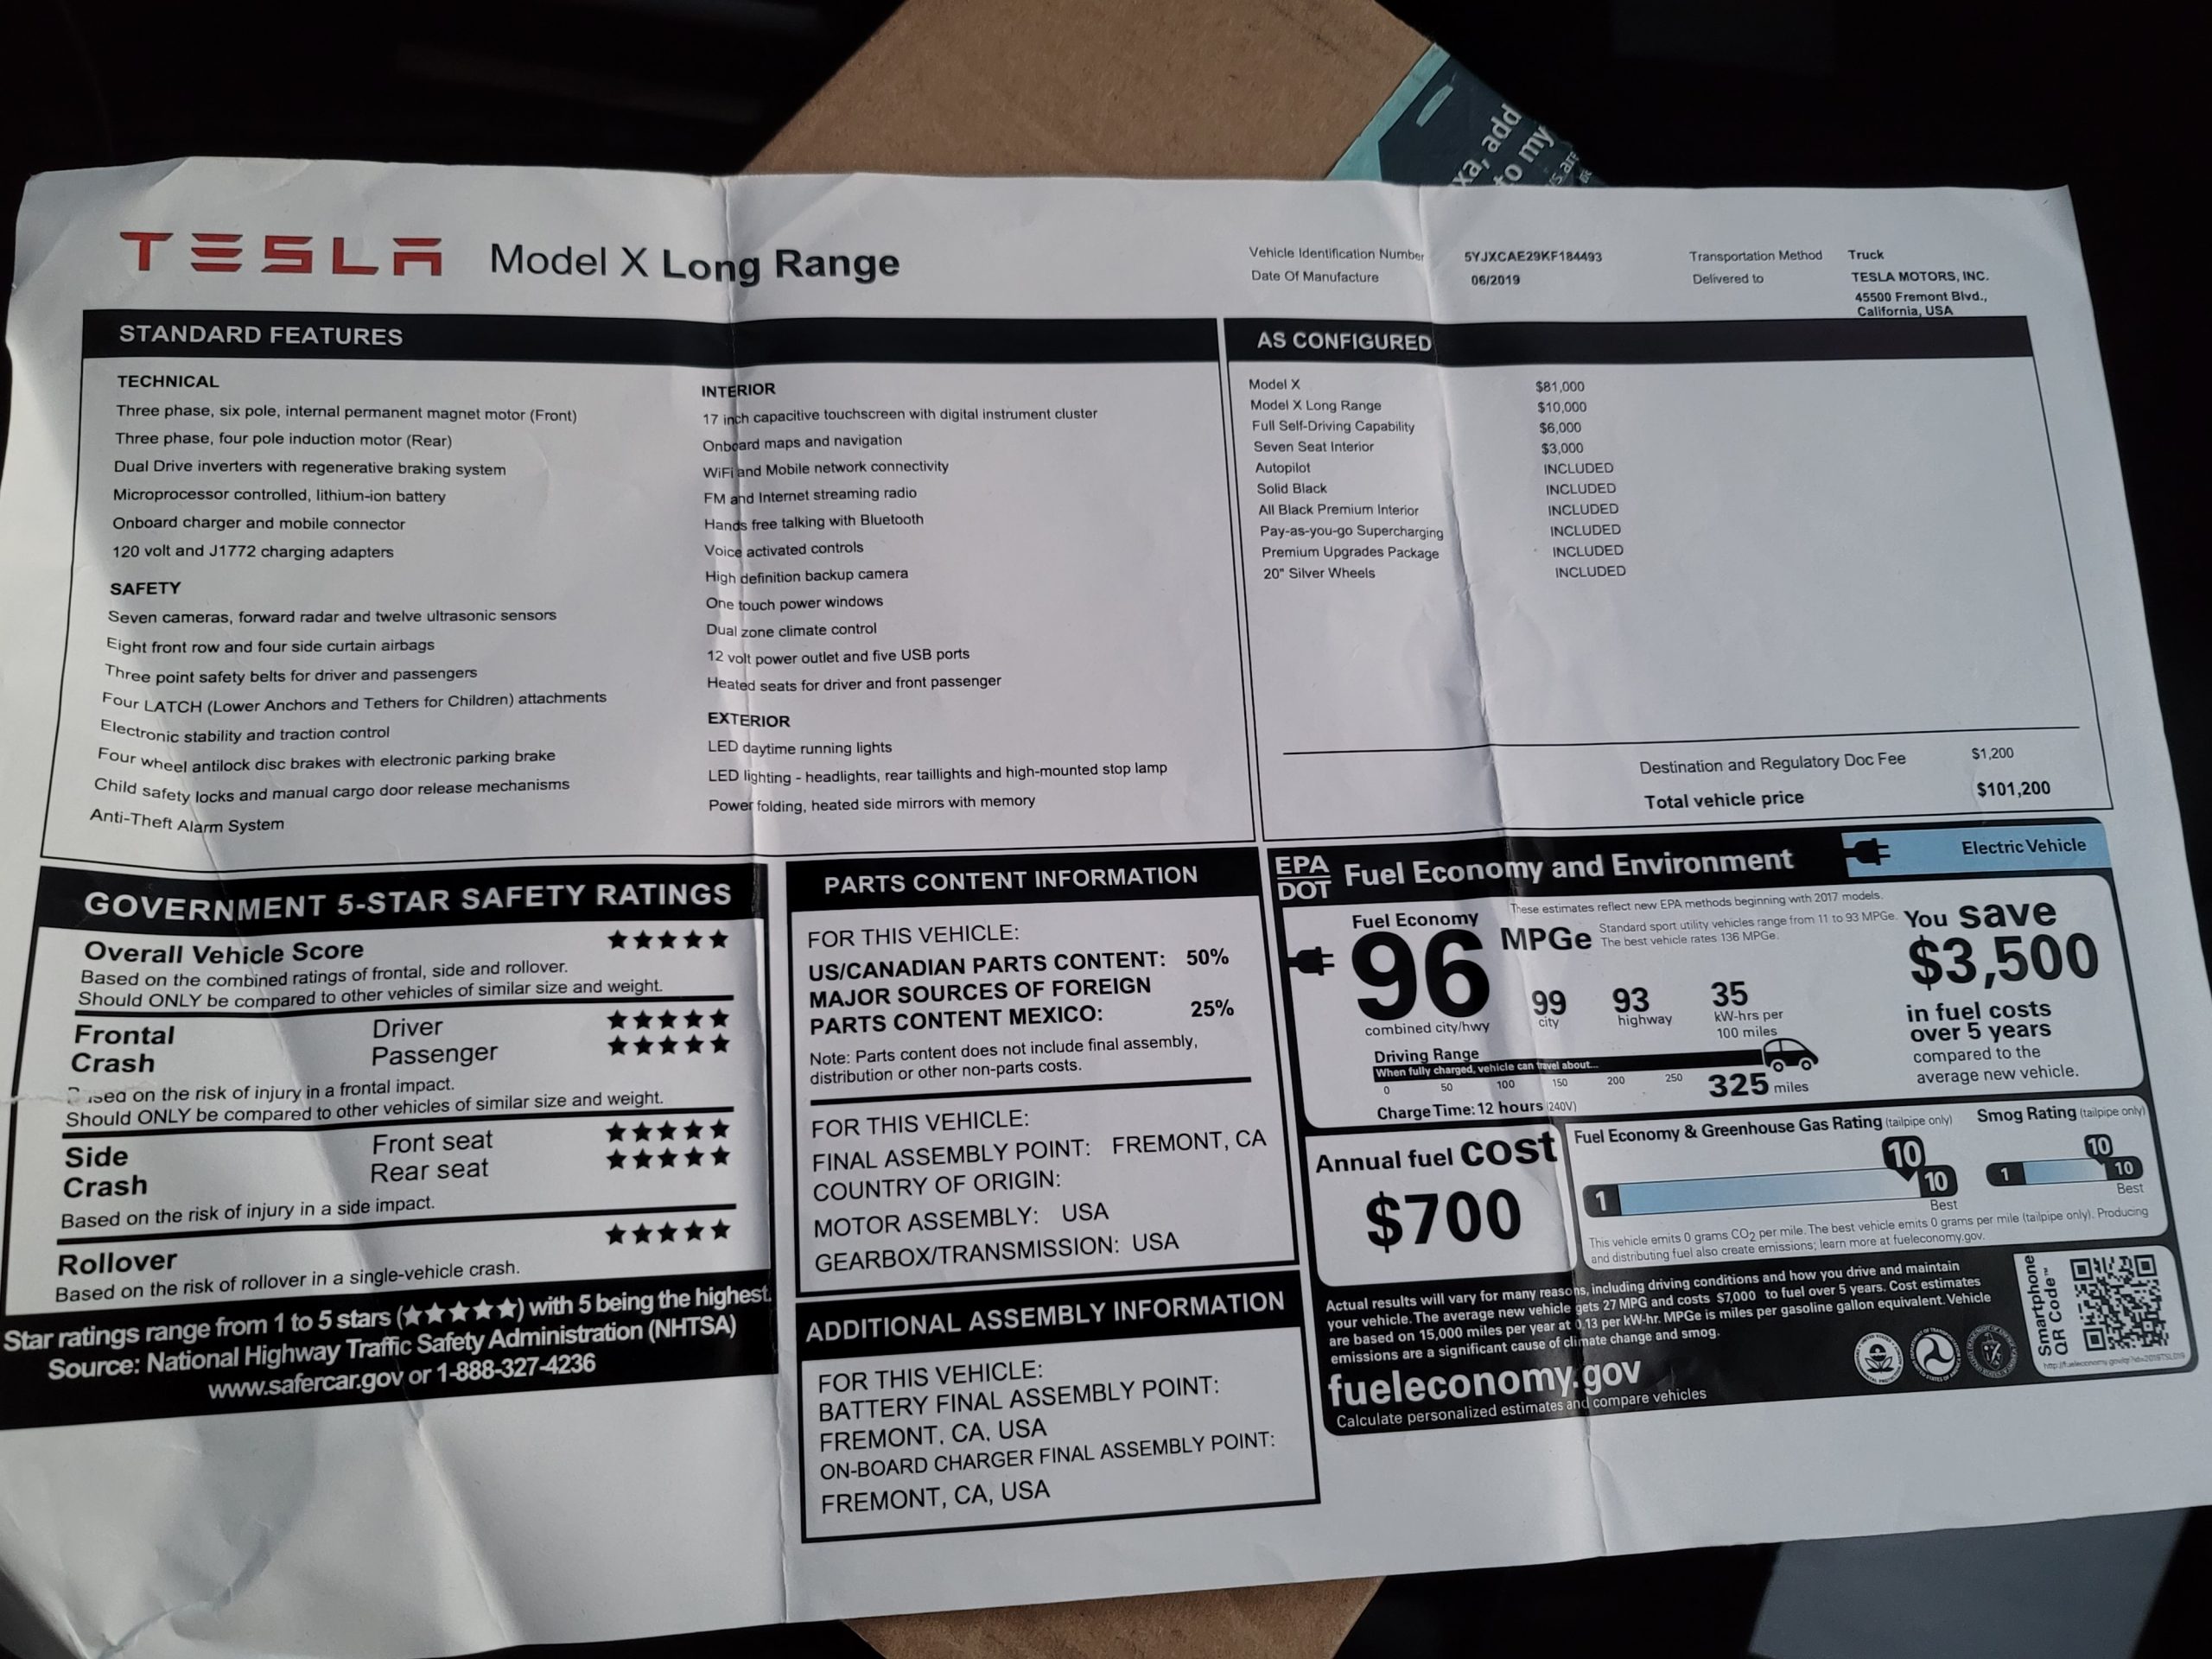 xa, add
to my
TESLA Model X Long Range
Vehicle Identification Number 5YJXCAE29KF184493
Date Of Manufacture 06/2019
Transportation Method Truck
Delivered to TESLA MOTORS, INC.
45500 Fremont Blvd.,
California, USA
STANDARD FEATURES
TECHNICAL
Three phase, six pole, internal permanent magnet motor (Front)
Three phase, four pole induction motor (Rear)
Dual Drive inverters with regenerative braking system
Microprocessor controlled, lithium-ion battery
Onboard charger and mobile connector
120 volt and J1772 charging adapters
SAFETY
Seven cameras, forward radar and twelve ultrasonic sensors
Eight front row and four side curtain airbags
Three point safety belts for driver and passengers
Four LATCH (Lower Anchors and Tethers for Children) attachments
Electronic stability and traction control
Four wheel antilock disc brakes with electronic parking brake
Child safety locks and manual cargo door release mechanisms
Anti-Theft Alarm System
INTERIOR
17 inch capacitive touchscreen with digital instrument cluster
Onboard maps and navigation
WiFi and Mobile network connectivity
FM and Internet streaming radio
Hands free talking with Bluetooth
Voice activated controls
High definition backup camera
One touch power windows
Dual zone climate control
12 volt power outlet and five USB ports
Heated seats for driver and front passenger
EXTERIOR
LED daytime running lights
LED lighting - headlights, rear taillights and high-mounted stop lamp
Power folding, heated side mirrors with memory
AS CONFIGURED
Model X $81,000
Model X Long Range $10,000
Full Self-Driving Capability $6,000
Seven Seat Interior $3,000
Autopilot INCLUDED
Solid Black INCLUDED
All Black Premium Interior INCLUDED
Pay-as-you-go Supercharging INCLUDED
Premium Upgrades Package INCLUDED
20" Silver Wheels INCLUDED
Destination and Regulatory Doc Fee $1,200
Total vehicle price $101,200
GOVERNMENT 5-STAR SAFETY RATINGS
Overall Vehicle Score ★★★★★
Based on the combined ratings of frontal, side and rollover.
Should ONLY be compared to other vehicles of similar size and weight.
Frontal Driver ★★★★★
Crash Passenger ★★★★★
sed on the risk of injury in a frontal impact.
Should ONLY be compared to other vehicles of similar size and weight.
Side Front seat ★★★★★
Crash Rear seat ★★★★★
Based on the risk of injury in a side impact.
Rollover ★★★★★
Based on the risk of rollover in a single-vehicle crash.
Star ratings range from 1 to 5 stars (★★★★★) with 5 being the highest.
Source: National Highway Traffic Safety Administration (NHTSA)
www.safercar.gov or 1-888-327-4236
PARTS CONTENT INFORMATION
FOR THIS VEHICLE:
US/CANADIAN PARTS CONTENT: 50%
MAJOR SOURCES OF FOREIGN
PARTS CONTENT MEXICO: 25%
Note: Parts content does not include final assembly,
distribution or other non-parts costs.
FOR THIS VEHICLE:
FINAL ASSEMBLY POINT: FREMONT, CA
COUNTRY OF ORIGIN:
MOTOR ASSEMBLY: USA
GEARBOX/TRANSMISSION: USA
ADDITIONAL ASSEMBLY INFORMATION
FOR THIS VEHICLE:
BATTERY FINAL ASSEMBLY POINT:
FREMONT, CA, USA
ON-BOARD CHARGER FINAL ASSEMBLY POINT:
FREMONT, CA, USA
EPA
DOT
Fuel Economy and Environment
Electric Vehicle
These estimates reflect new EPA methods beginning with 2017 models.
Fuel Economy
96 MPGe
Standard sport utility vehicles range from 11 to 93 MPGe.
The best vehicle rates 136 MPGe.
combined city/hwy
99 city
93 highway
35 kW-hrs per
100 miles
Driving Range
When fully charged, vehicle can travel about...
0 50 100 150 200 250 325 miles
Charge Time: 12 hours (240V)
You save
$3,500
in fuel costs
over 5 years
compared to the
average new vehicle.
Annual fuel cost
$700
Fuel Economy & Greenhouse Gas Rating (tailpipe only)
10
1 10
Best
Smog Rating (tailpipe only)
10
1 10
Best
This vehicle emits 0 grams CO2 per mile. The best vehicle emits 0 grams per mile (tailpipe only). Producing
and distributing fuel also create emissions; learn more at fueleconomy.gov.
Actual results will vary for many reasons, including driving conditions and how you drive and maintain
your vehicle. The average new vehicle gets 27 MPG and costs $7,000 to fuel over 5 years. Cost estimates
are based on 15,000 miles per year at 0.13 per kW-hr. MPGe is miles per gasoline gallon equivalent. Vehicle
emissions are a significant cause of climate change and smog.
fueleconomy.gov
Calculate personalized estimates and compare vehicles
Smartphone
QR Code™